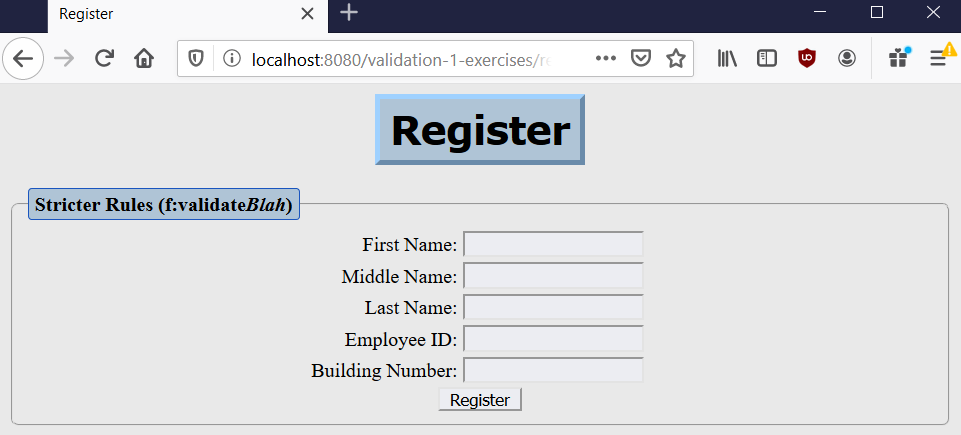 Register
localhost:8080/validation-1-exercises/re
Register
Stricter Rules (f:validateBlah)
First Name:
Middle Name:
Last Name:
Employee ID:
Building Number:
Register